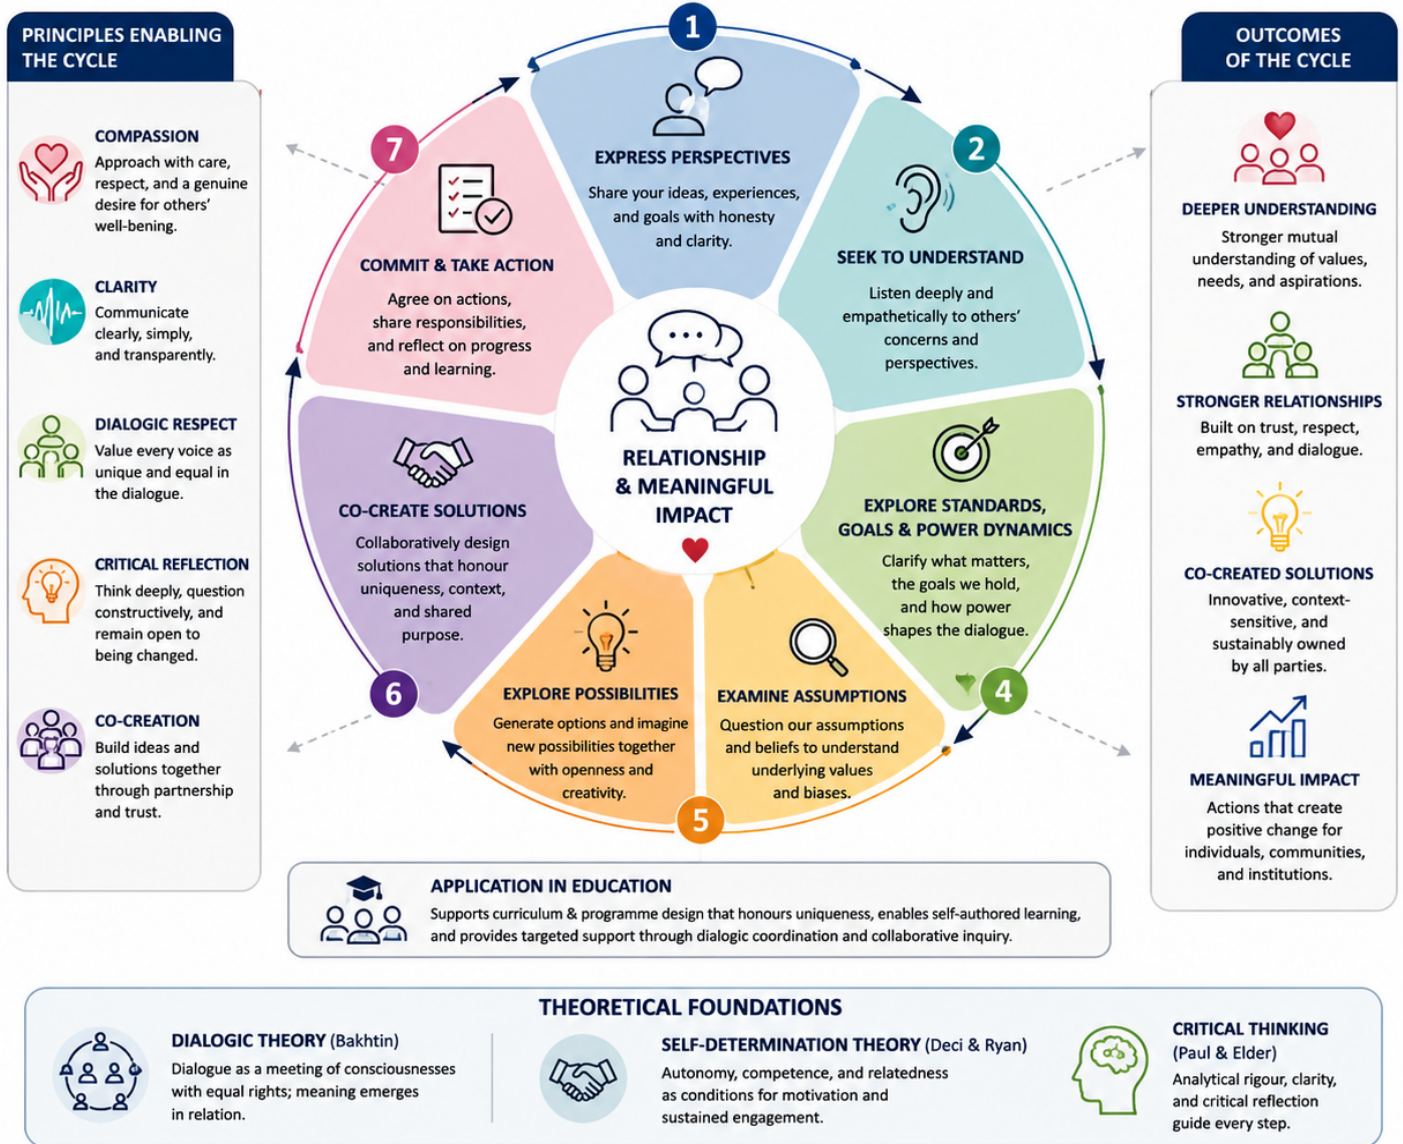 PRINCIPLES ENABLING
THE CYCLE
COMPASSION
Approach with care,
respect, and a genuine
desire for others'
well-bening.
CLARITY
Communicate
clearly, simply,
and transparently.
DIALOGIC RESPECT
Value every voice as
unique and equal in
the dialogue.
CRITICAL REFLECTION
Think deeply, question
constructively, and
remain open to
being changed.
CO-CREATION
Build ideas and
solutions together
through partnership
and trust.
1
EXPRESS PERSPECTIVES
Share your ideas, experiences,
and goals with honesty
and clarity.
2
SEEK TO UNDERSTAND
Listen deeply and
empathetically to others'
concerns and
perspectives.
EXPLORE STANDARDS,
GOALS & POWER DYNAMICS
Clarify what matters,
the goals we hold,
and how power
shapes the dialogue.
4
EXAMINE ASSUMPTIONS
Question our assumptions
and beliefs to understand
underlying values
and biases.
5
EXPLORE POSSIBILITIES
Generate options and imagine
new possibilities together
with openness and
creativity.
6
CO-CREATE SOLUTIONS
Collaboratively design
solutions that honour
uniqueness, context,
and shared
purpose.
7
COMMIT & TAKE ACTION
Agree on actions,
share responsibilities,
and reflect on progress
and learning.
RELATIONSHIP
& MEANINGFUL
IMPACT
OUTCOMES
OF THE CYCLE
DEEPER UNDERSTANDING
Stronger mutual
understanding of values,
needs, and aspirations.
STRONGER RELATIONSHIPS
Built on trust, respect,
empathy, and dialogue.
CO-CREATED SOLUTIONS
Innovative, context-
sensitive, and
sustainably owned
by all parties.
MEANINGFUL IMPACT
Actions that create
positive change for
individuals, communities,
and institutions.
APPLICATION IN EDUCATION
Supports curriculum & programme design that honours uniqueness, enables self-authored learning,
and provides targeted support through dialogic coordination and collaborative inquiry.
THEORETICAL FOUNDATIONS
DIALOGIC THEORY (Bakhtin)
Dialogue as a meeting of consciousnesses
with equal rights; meaning emerges
in relation.
SELF-DETERMINATION THEORY (Deci & Ryan)
Autonomy, competence, and relatedness
as conditions for motivation and
sustained engagement.
CRITICAL THINKING
(Paul & Elder)
Analytical rigour, clarity,
and critical reflection
guide every step.